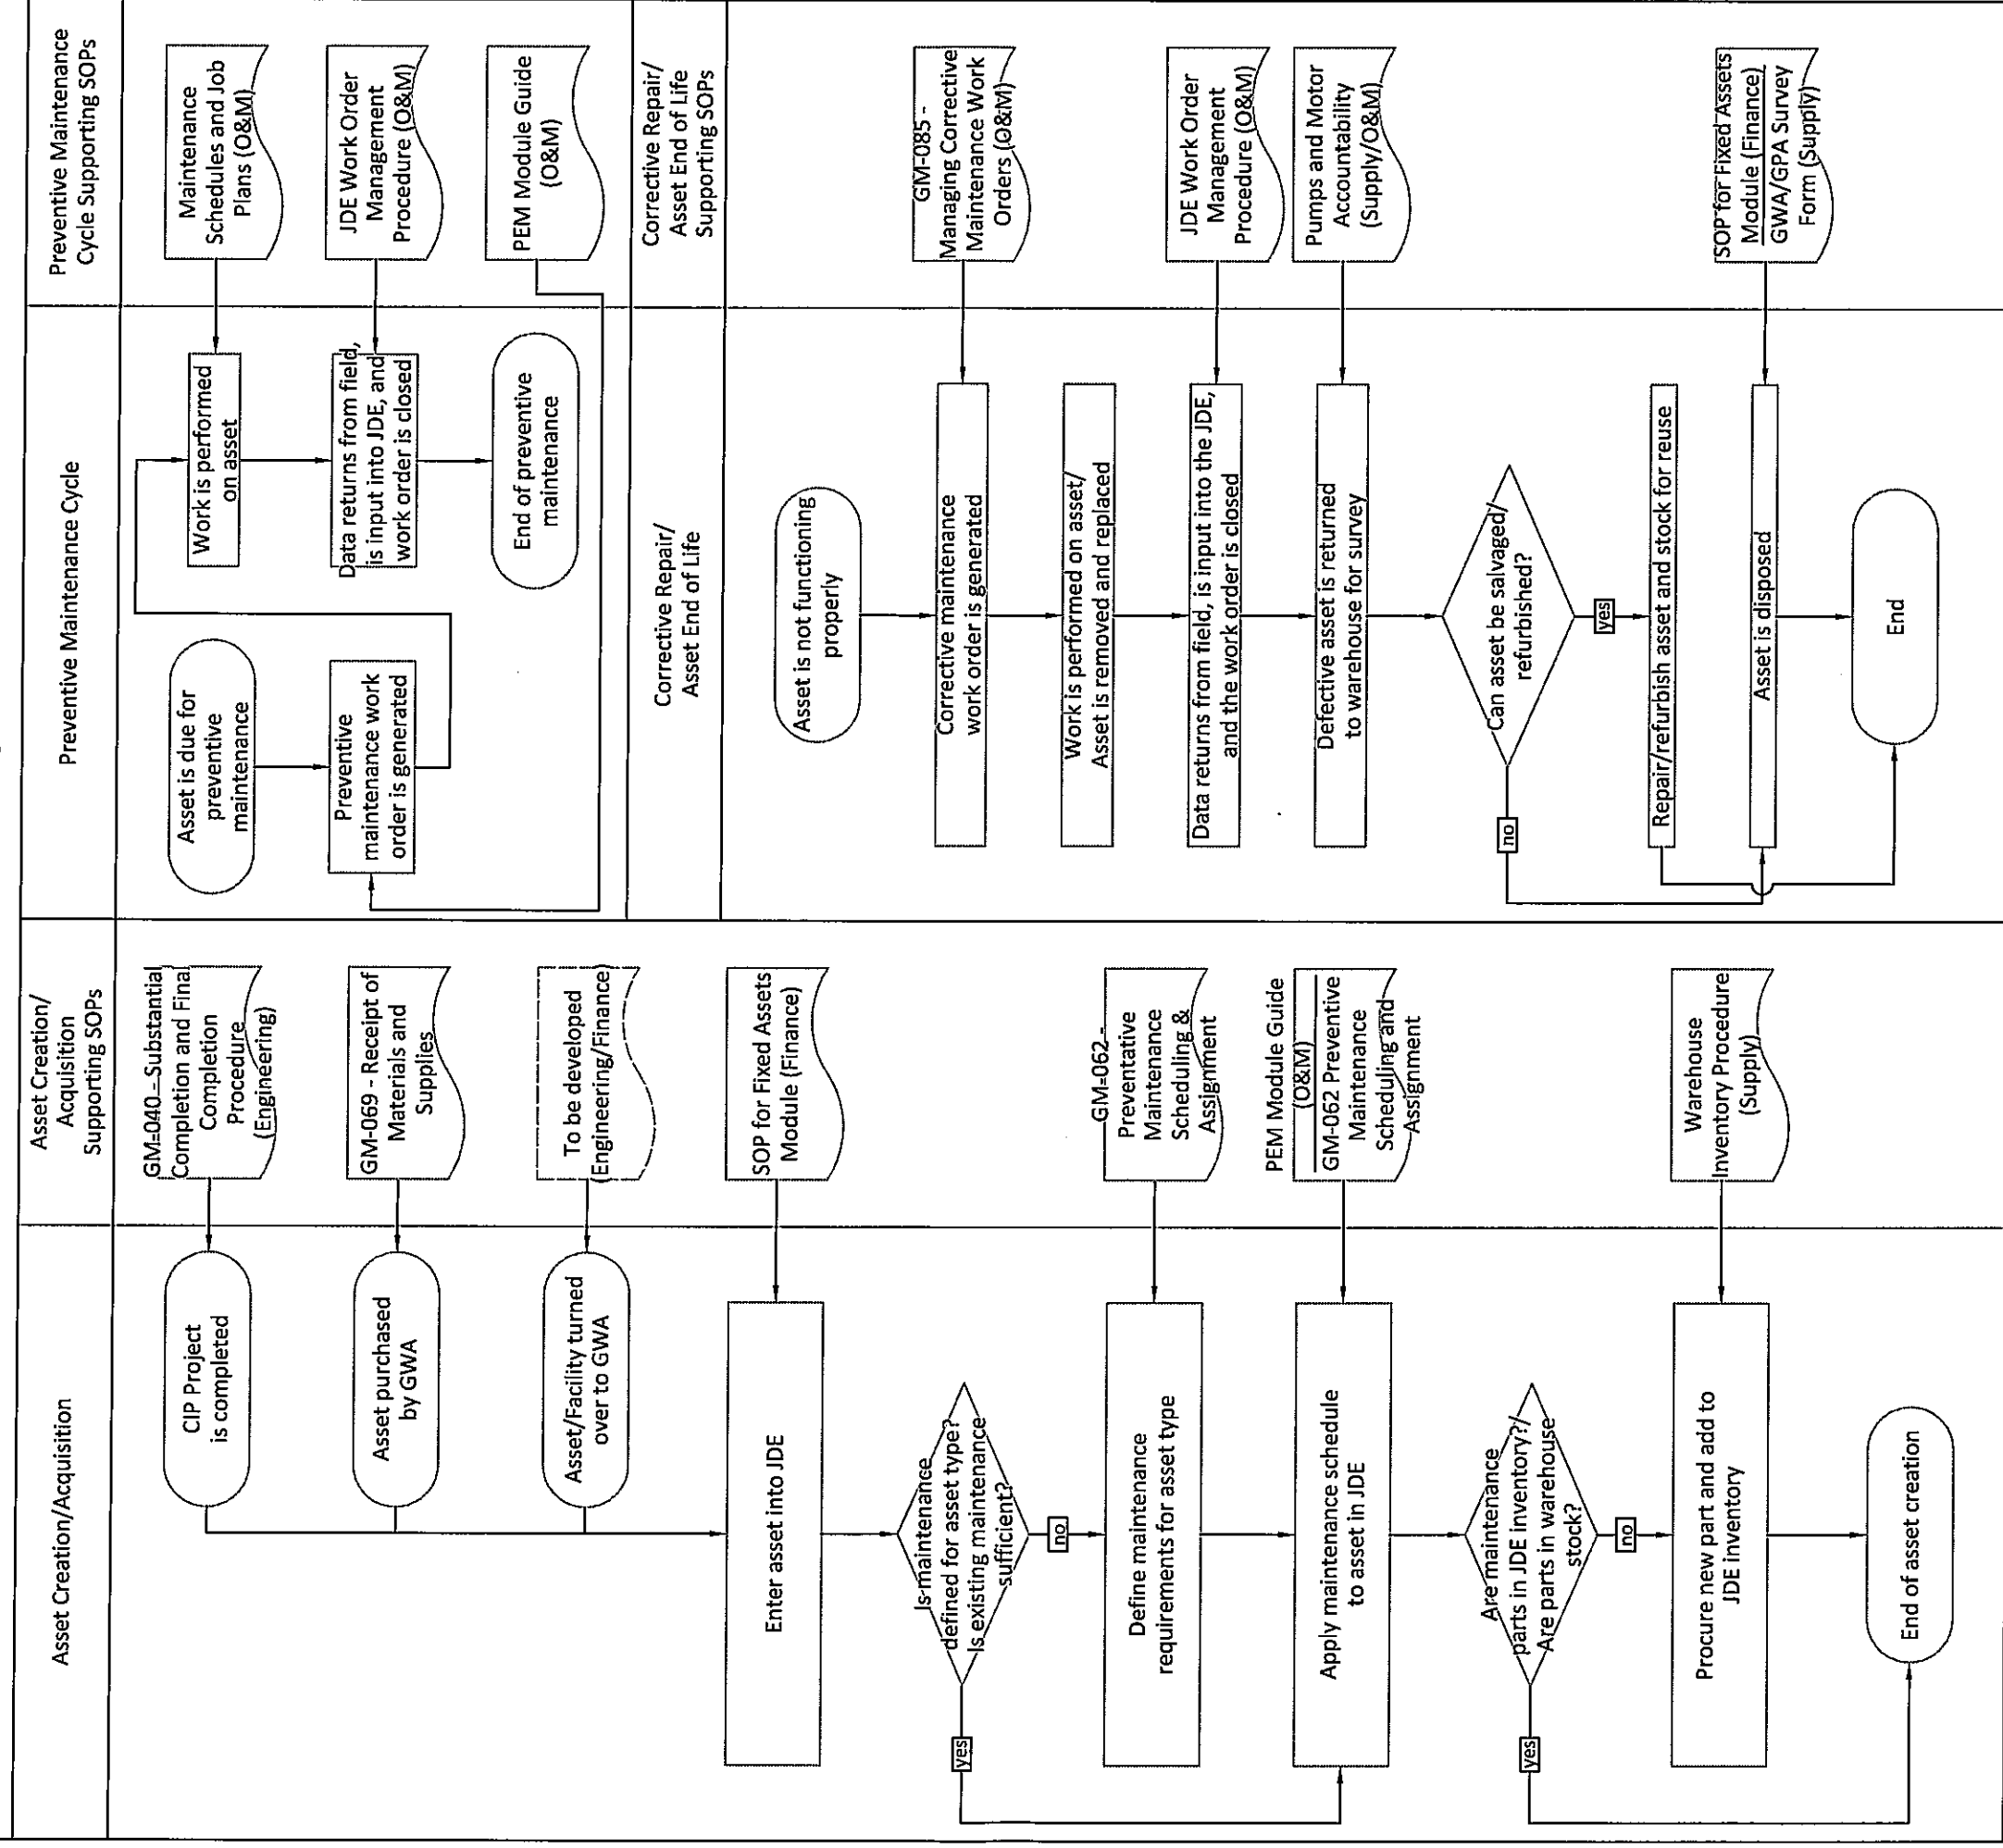 Asset Creation/Acquisition
Asset Creation/
Acquisition
Supporting SOPs
CIP Project
is completed
GM-040 - Substantial
Completion and Final
Completion
Procedure
(Engineering)
Asset purchased
by GWA
GM-069 - Receipt of
Materials and
Supplies
Asset/Facility turned
over to GWA
To be developed
(Engineering/Finance)
Enter asset into JDE
SOP for Fixed Assets
Module (Finance)
Is maintenance
defined for asset type?
Is existing maintenance
sufficient?
yes
no
Define maintenance
requirements for asset type
GM-062 -
Preventative
Maintenance
Scheduling &
Assignment
Apply maintenance schedule
to asset in JDE
PEM Module Guide
(O&M)
GM-062 Preventive
Maintenance
Scheduling and
Assignment
Are maintenance
parts in JDE inventory?/
Are parts in warehouse
stock?
yes
no
Procure new part and add to
JDE inventory
Warehouse
Inventory Procedure
(Supply)
End of asset creation
Preventive Maintenance Cycle
Preventive Maintenance
Cycle Supporting SOPs
Asset is due for
preventive
maintenance
Preventive
maintenance work
order is generated
Work is performed
on asset
Maintenance
Schedules and Job
Plans (O&M)
Data returns from field,
is input into JDE, and
work order is closed
JDE Work Order
Management
Procedure (O&M)
End of preventive
maintenance
PEM Module Guide
(O&M)
Corrective Repair/
Asset End of Life
Corrective Repair/
Asset End of Life
Supporting SOPs
Asset is not functioning
properly
Corrective maintenance
work order is generated
GM-085 -
Managing Corrective
Maintenance Work
Orders (O&M)
Work is performed on asset/
Asset is removed and replaced
Data returns from field, is input into the JDE,
and the work order is closed
JDE Work Order
Management
Procedure (O&M)
Defective asset is returned
to warehouse for survey
Pumps and Motor
Accountability
(Supply/O&M)
Can asset be salvaged/
refurbished?
no
yes
Repair/refurbish asset and stock for reuse
Asset is disposed
SOP for Fixed Assets
Module (Finance)
GWA/GPA Survey
Form (Supply)
End